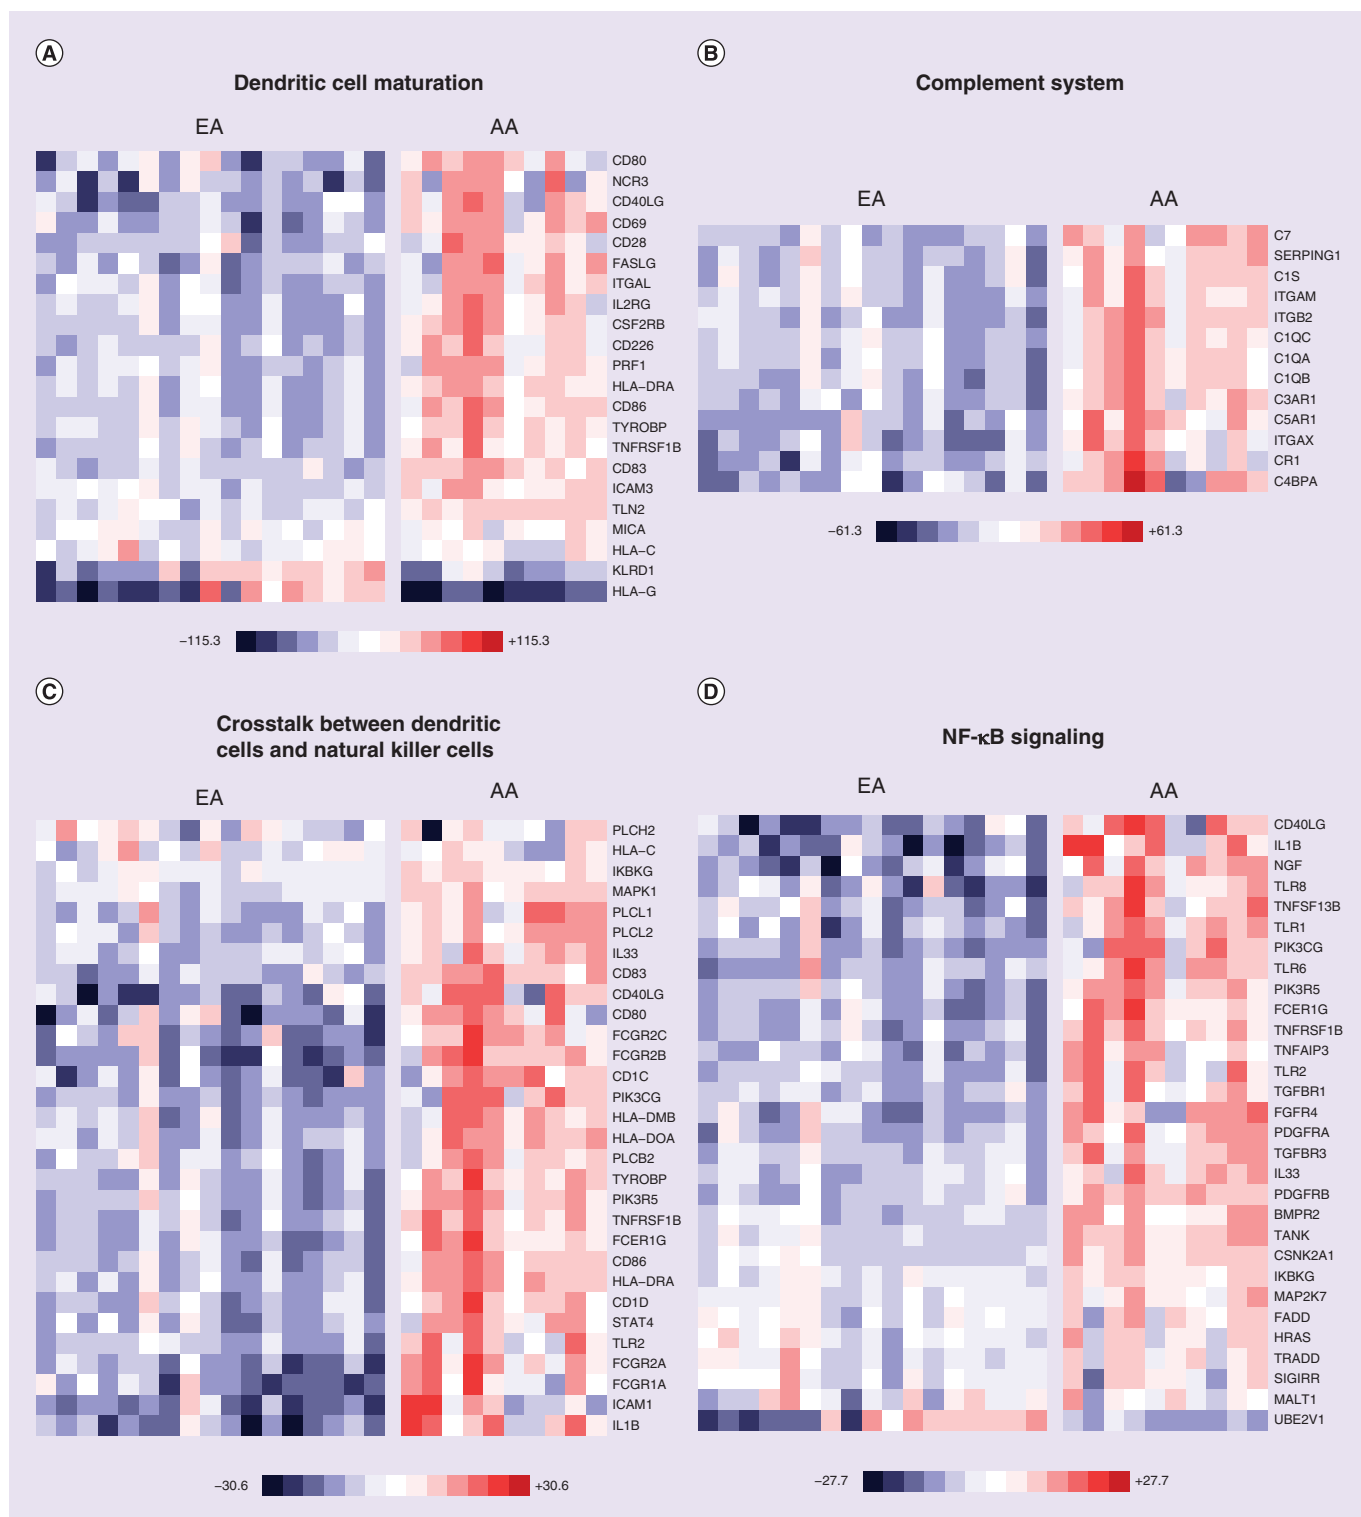 A
Dendritic cell maturation
EA
AA
CD80
NCR3
CD40LG
CD69
CD28
FASLG
ITGAL
IL2RG
CSF2RB
CD226
PRF1
HLA−DRA
CD86
TYROBP
TNFRSF1B
CD83
ICAM3
TLN2
MICA
HLA−C
KLRD1
HLA−G
−115.3
+115.3
B
Complement system
EA
AA
C7
SERPING1
C1S
ITGAM
ITGB2
C1QC
C1QA
C1QB
C3AR1
C5AR1
ITGAX
CR1
C4BPA
−61.3
+61.3
C
Crosstalk between dendritic
cells and natural killer cells
EA
AA
PLCH2
HLA−C
IKBKG
MAPK1
PLCL1
PLCL2
IL33
CD83
CD40LG
CD80
FCGR2C
FCGR2B
CD1C
PIK3CG
HLA−DMB
HLA−DOA
PLCB2
TYROBP
PIK3R5
TNFRSF1B
FCER1G
CD86
HLA−DRA
CD1D
STAT4
TLR2
FCGR2A
FCGR1A
ICAM1
IL1B
−30.6
+30.6
D
NF-κB signaling
EA
AA
CD40LG
IL1B
NGF
TLR8
TNFSF13B
TLR1
PIK3CG
TLR6
PIK3R5
FCER1G
TNFRSF1B
TNFAIP3
TLR2
TGFBR1
FGFR4
PDGFRA
TGFBR3
IL33
PDGFRB
BMPR2
TANK
CSNK2A1
IKBKG
MAP2K7
FADD
HRAS
TRADD
SIGIRR
MALT1
UBE2V1
−27.7
+27.7